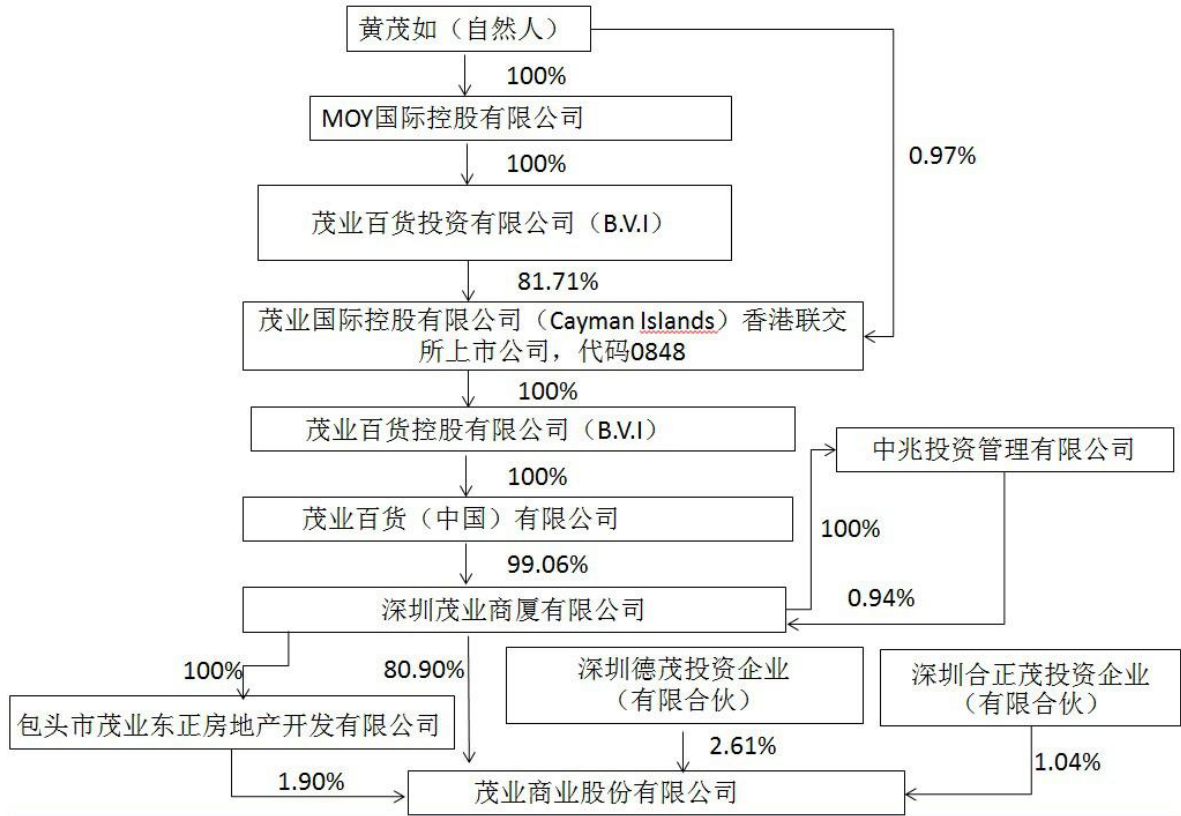 黄茂如（自然人）
100%
MOY国际控股有限公司
100%
0.97%
茂业百货投资有限公司（B.V.I）
81.71%
茂业国际控股有限公司（Cayman Islands）香港联交
所上市公司，代码0848
100%
茂业百货控股有限公司（B.V.I）
中兆投资管理有限公司
100%
茂业百货（中国）有限公司
100%
99.06%
0.94%
深圳茂业商厦有限公司
100%
80.90%
深圳德茂投资企业
（有限合伙）
深圳合正茂投资企业
（有限合伙）
包头市茂业东正房地产开发有限公司
2.61%
1.04%
1.90%
茂业商业股份有限公司